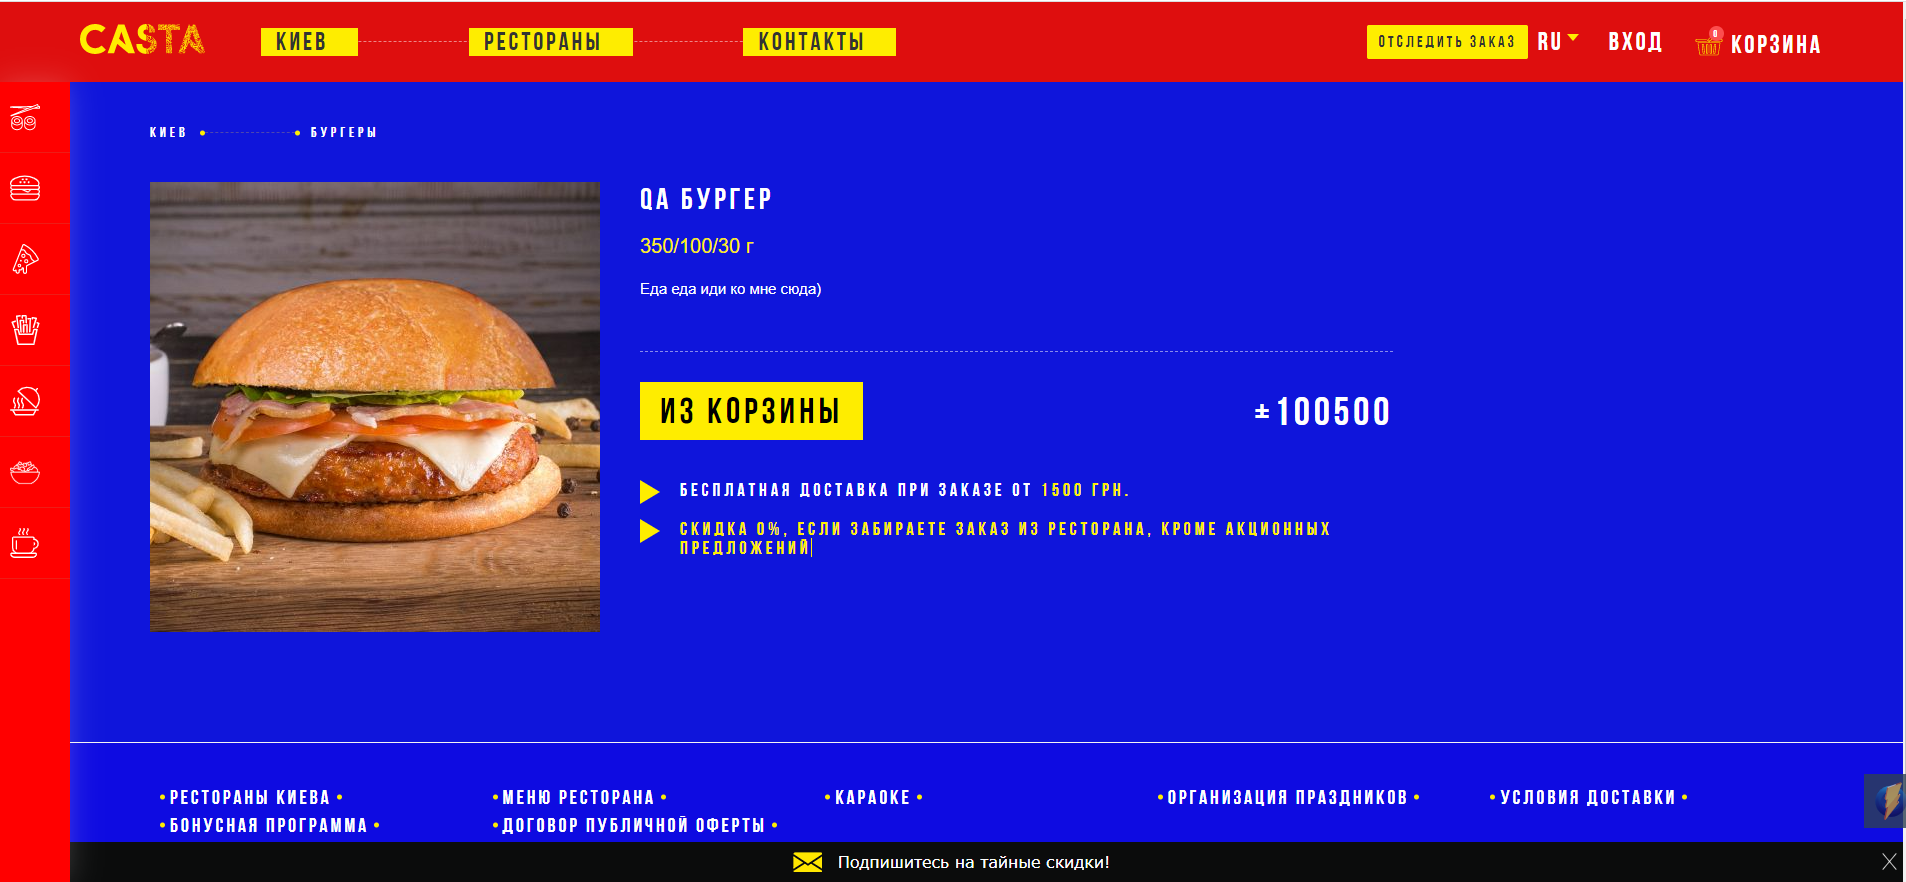 CASTA
КИЕВ
РЕСТОРАНЫ
КОНТАКТЫ
ОТСЛЕДИТЬ ЗАКАЗ
RU
ВХОД
0
КОРЗИНА
КИЕВ
БУРГЕРЫ
QA БУРГЕР
350/100/30 г
Еда еда иди ко мне сюда)
ИЗ КОРЗИНЫ
±100500
БЕСПЛАТНАЯ ДОСТАВКА ПРИ ЗАКАЗЕ ОТ 1500 ГРН.
СКИДКА 0%, ЕСЛИ ЗАБИРАЕТЕ ЗАКАЗ ИЗ РЕСТОРАНА, КРОМЕ АКЦИОННЫХ
ПРЕДЛОЖЕНИЙ
РЕСТОРАНЫ КИЕВА
МЕНЮ РЕСТОРАНА
КАРАОКЕ
ОРГАНИЗАЦИЯ ПРАЗДНИКОВ
УСЛОВИЯ ДОСТАВКИ
БОНУСНАЯ ПРОГРАММА
ДОГОВОР ПУБЛИЧНОЙ ОФЕРТЫ
Подпишитесь на тайные скидки!